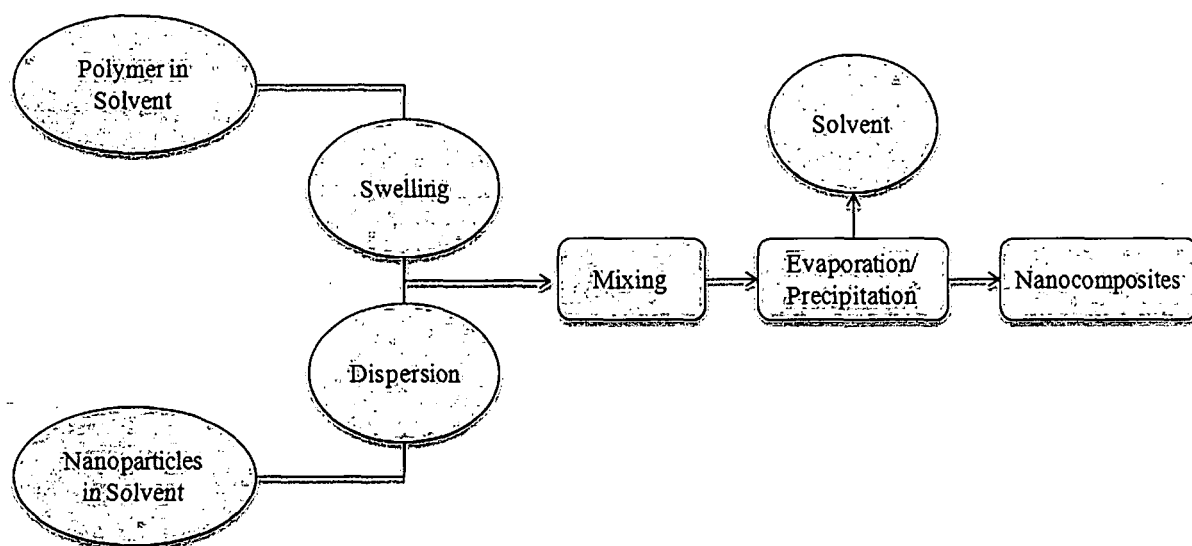 Polymer in
Solvent
Solvent
Swelling
Mixing
Evaporation/
Precipitation
Nanocomposites
Dispersion
Nanoparticles
in Solvent